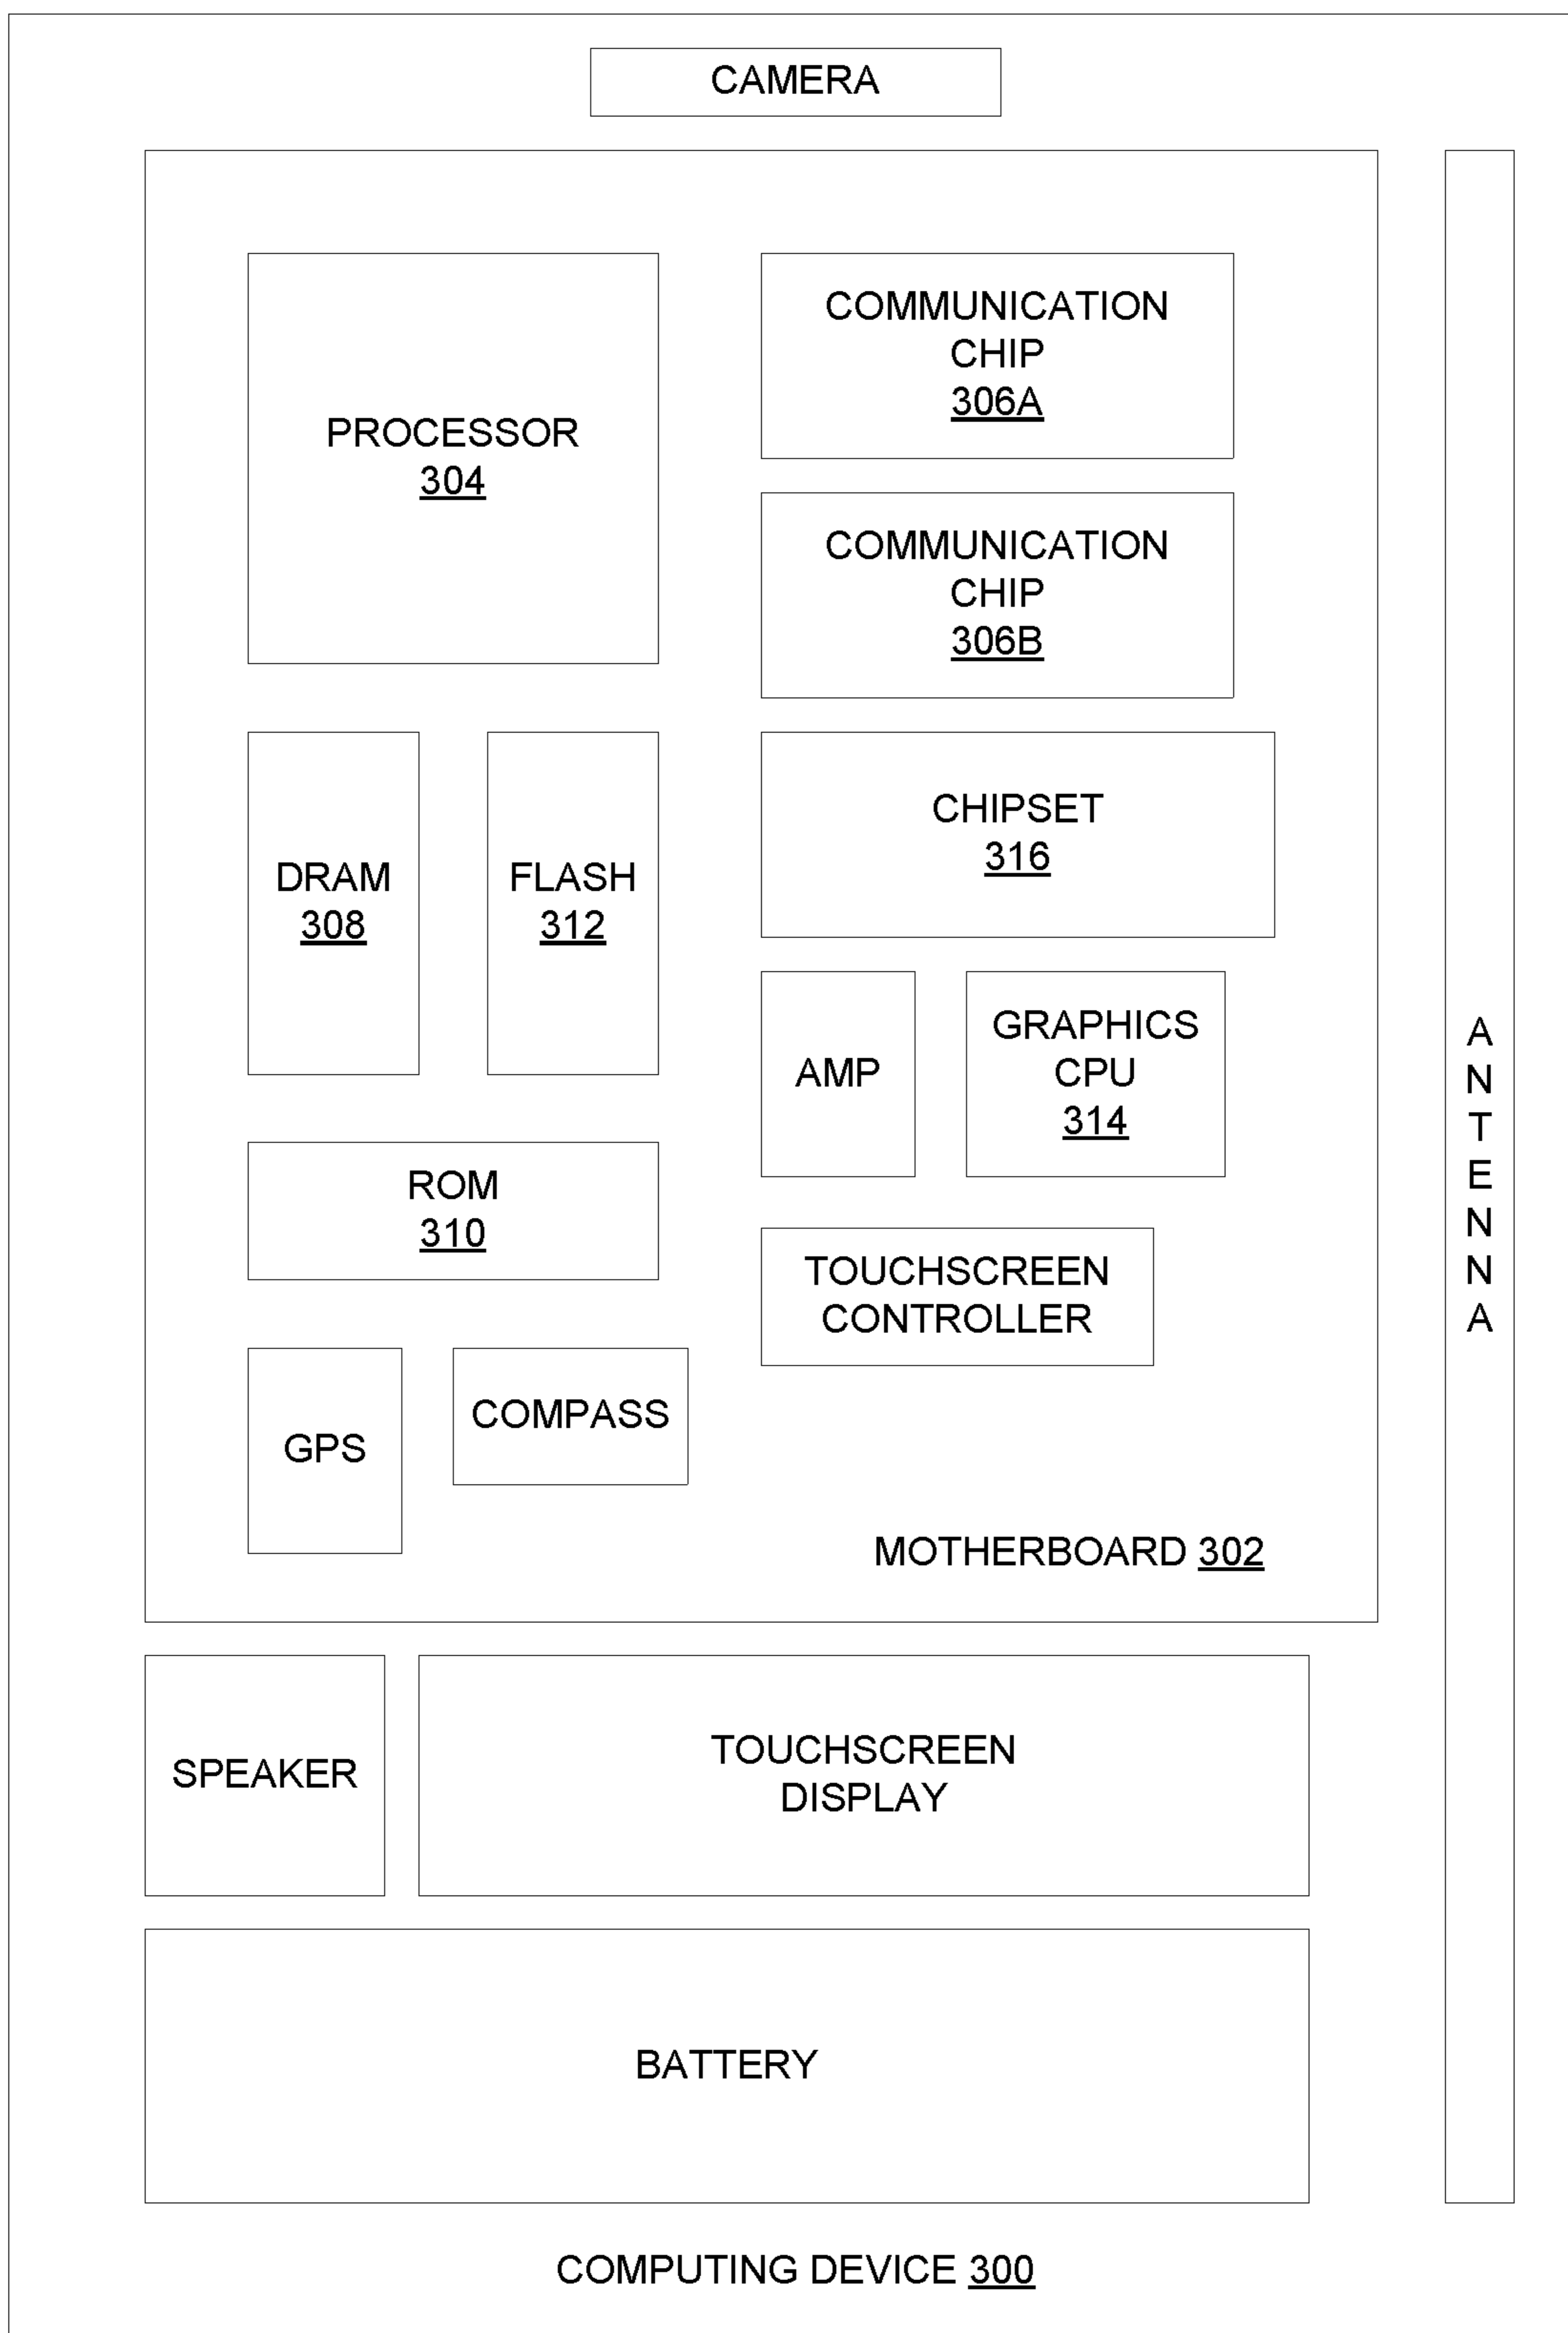 CAMERA
PROCESSOR
304
COMMUNICATION
CHIP
306A
COMMUNICATION
CHIP
306B
DRAM
308
FLASH
312
CHIPSET
316
AMP
GRAPHICS
CPU
314
ROM
310
TOUCHSCREEN
CONTROLLER
GPS
COMPASS
MOTHERBOARD 302
ANTENNA
SPEAKER
TOUCHSCREEN
DISPLAY
BATTERY
COMPUTING DEVICE 300